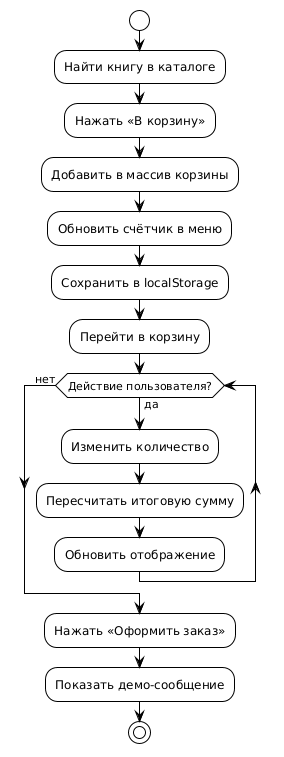 Найти книгу в каталоге
Нажать «В корзину»
Добавить в массив корзины
Обновить счётчик в меню
Сохранить в localStorage
Перейти в корзину
нет
Действие пользователя?
да
Изменить количество
Пересчитать итоговую сумму
Обновить отображение
Нажать «Оформить заказ»
Показать демо-сообщение